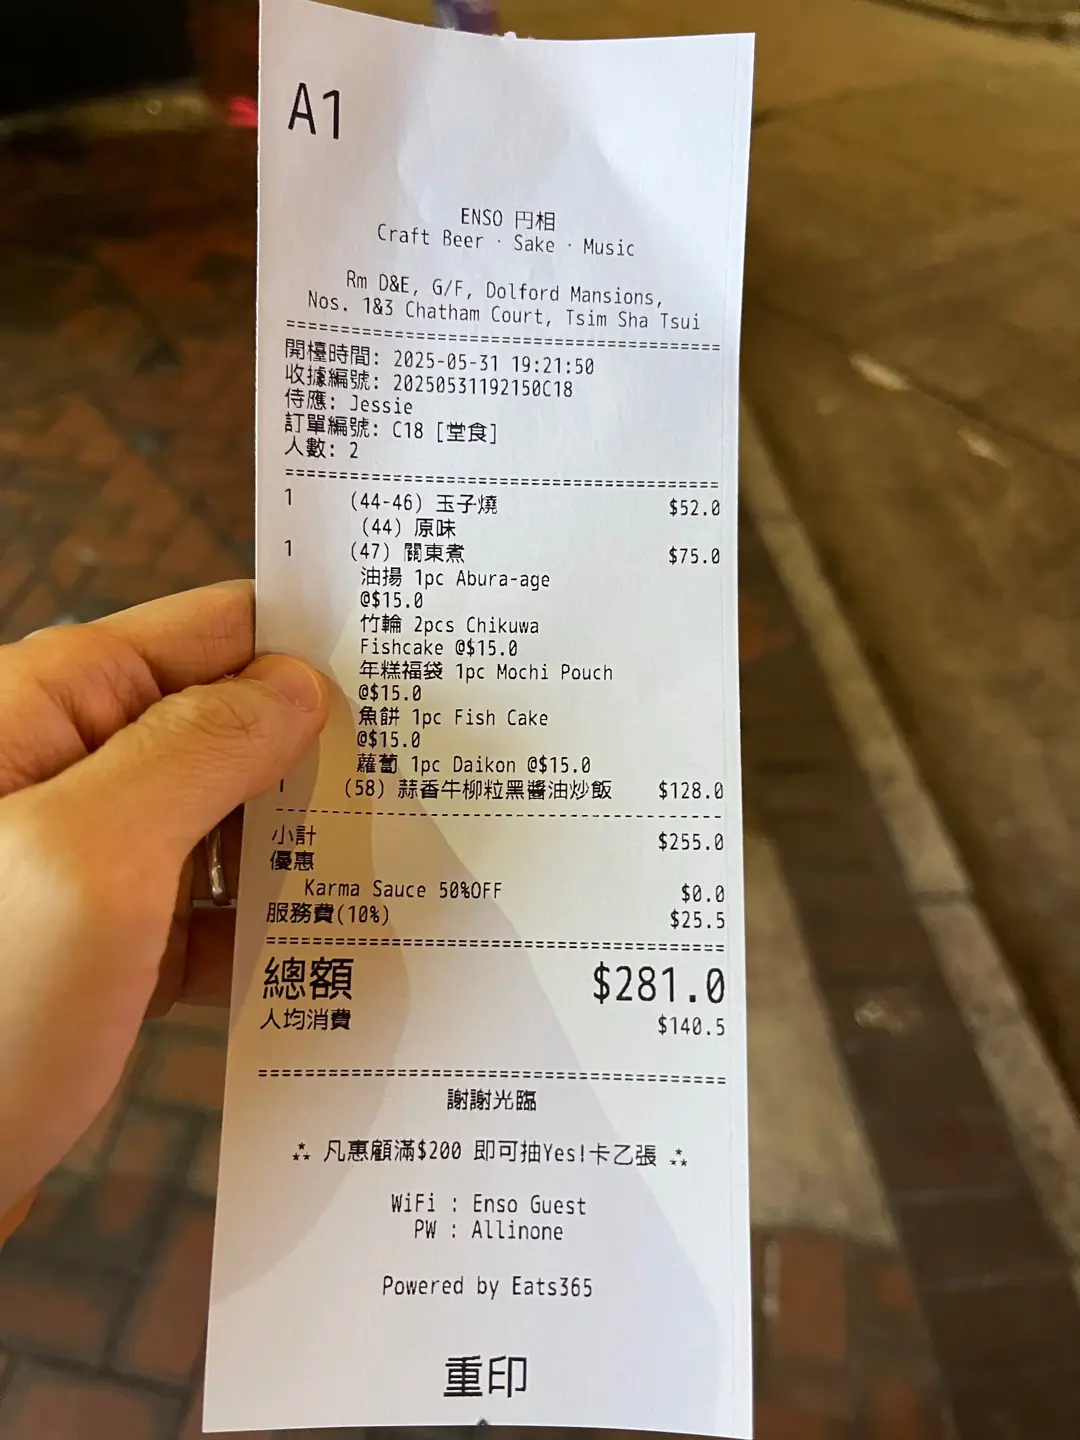 A1
ENSO 円相
Craft Beer · Sake · Music
Rm D&E, G/F, Dolford Mansions,
Nos. 1&3 Chatham Court, Tsim Sha Tsui
========================================
開檯時間: 2025-05-31 19:21:50
收據編號: 20250531192150C18
侍應: Jessie
訂單編號: C18 [堂食]
人數: 2
========================================
1 (44-46) 玉子燒 $52.0
(44) 原味
1 (47) 關東煮 $75.0
油揚 1pc Abura-age
@$15.0
竹輪 2pcs Chikuwa
Fishcake @$15.0
年糕福袋 1pc Mochi Pouch
@$15.0
魚餅 1pc Fish Cake
@$15.0
蘿蔔 1pc Daikon @$15.0
1 (58) 蒜香牛柳粒黑醬油炒飯 $128.0
----------------------------------------
小計 $255.0
優惠
Karma Sauce 50%OFF $0.0
服務費(10%) $25.5
========================================
總額 $281.0
人均消費 $140.5
========================================
謝謝光臨
⁂ 凡惠顧滿$200 即可抽Yes!卡乙張 ⁂
WiFi : Enso Guest
PW : Allinone
Powered by Eats365
重印